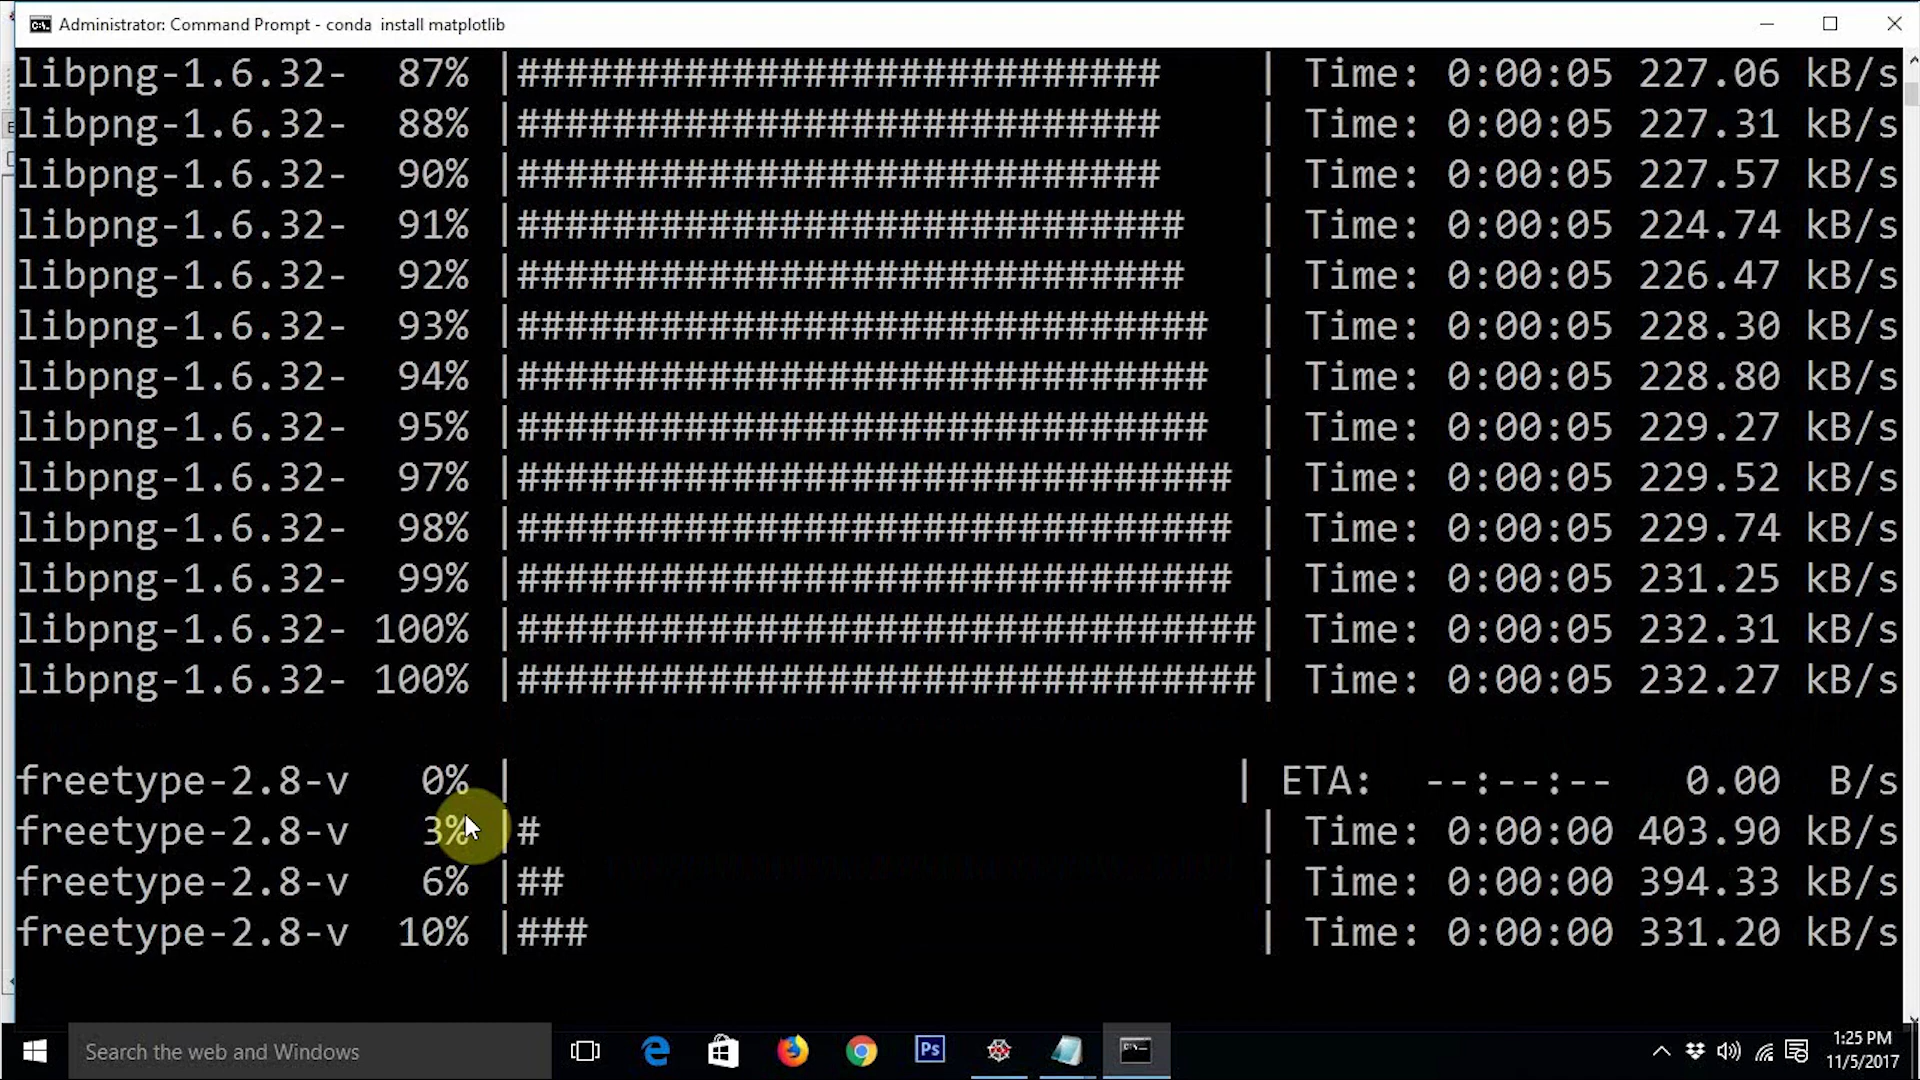 Administrator: Command Prompt - conda  install matplotlib
libpng-1.6.32-  87% |########################### | Time: 0:00:05 227.06 kB/s
libpng-1.6.32-  88% |########################### | Time: 0:00:05 227.31 kB/s
libpng-1.6.32-  90% |########################### | Time: 0:00:05 227.57 kB/s
libpng-1.6.32-  91% |############################ | Time: 0:00:05 224.74 kB/s
libpng-1.6.32-  92% |############################ | Time: 0:00:05 226.47 kB/s
libpng-1.6.32-  93% |############################# | Time: 0:00:05 228.30 kB/s
libpng-1.6.32-  94% |############################# | Time: 0:00:05 228.80 kB/s
libpng-1.6.32-  95% |############################# | Time: 0:00:05 229.27 kB/s
libpng-1.6.32-  97% |############################## | Time: 0:00:05 229.52 kB/s
libpng-1.6.32-  98% |############################## | Time: 0:00:05 229.74 kB/s
libpng-1.6.32-  99% |############################## | Time: 0:00:05 231.25 kB/s
libpng-1.6.32- 100% |###############################| Time: 0:00:05 232.31 kB/s
libpng-1.6.32- 100% |###############################| Time: 0:00:05 232.27 kB/s
freetype-2.8-v   0% |                              | ETA:  --:--:--   0.00  B/s
freetype-2.8-v   3% |#                              | Time: 0:00:00 403.90 kB/s
freetype-2.8-v   6% |##                             | Time: 0:00:00 394.33 kB/s
freetype-2.8-v  10% |###                            | Time: 0:00:00 331.20 kB/s
Search the web and Windows
Ps
1:25 PM
11/5/2017